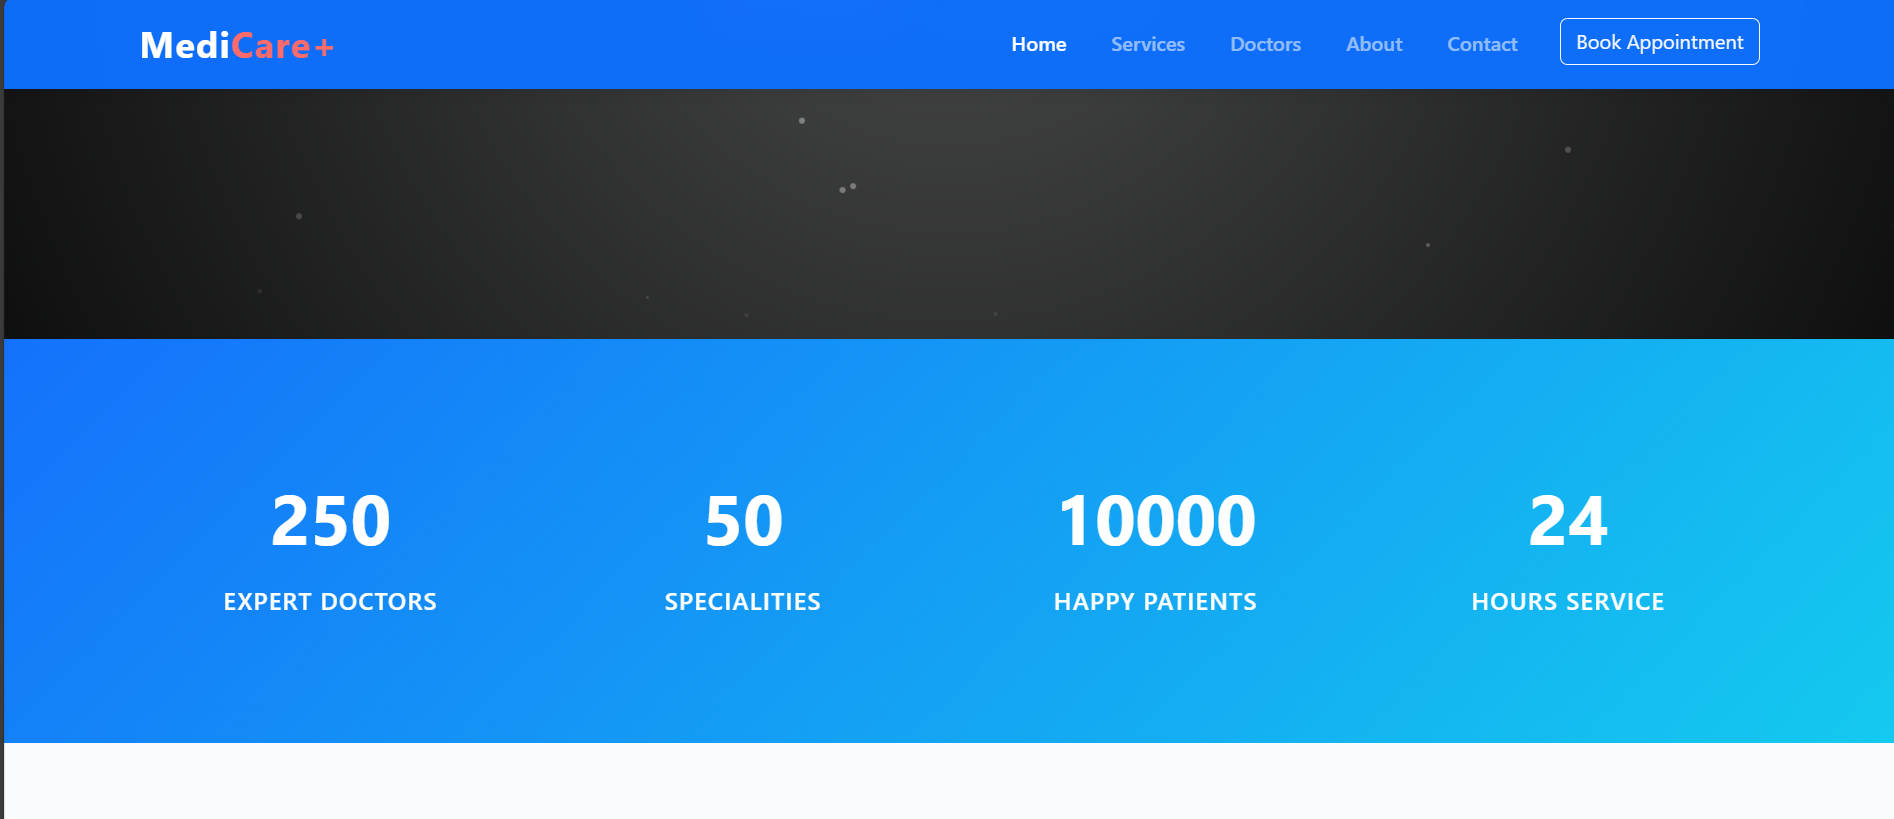 MediCare+
Home Services Doctors About Contact Book Appointment
250 50 10000 24
EXPERT DOCTORS SPECIALITIES HAPPY PATIENTS HOURS SERVICE